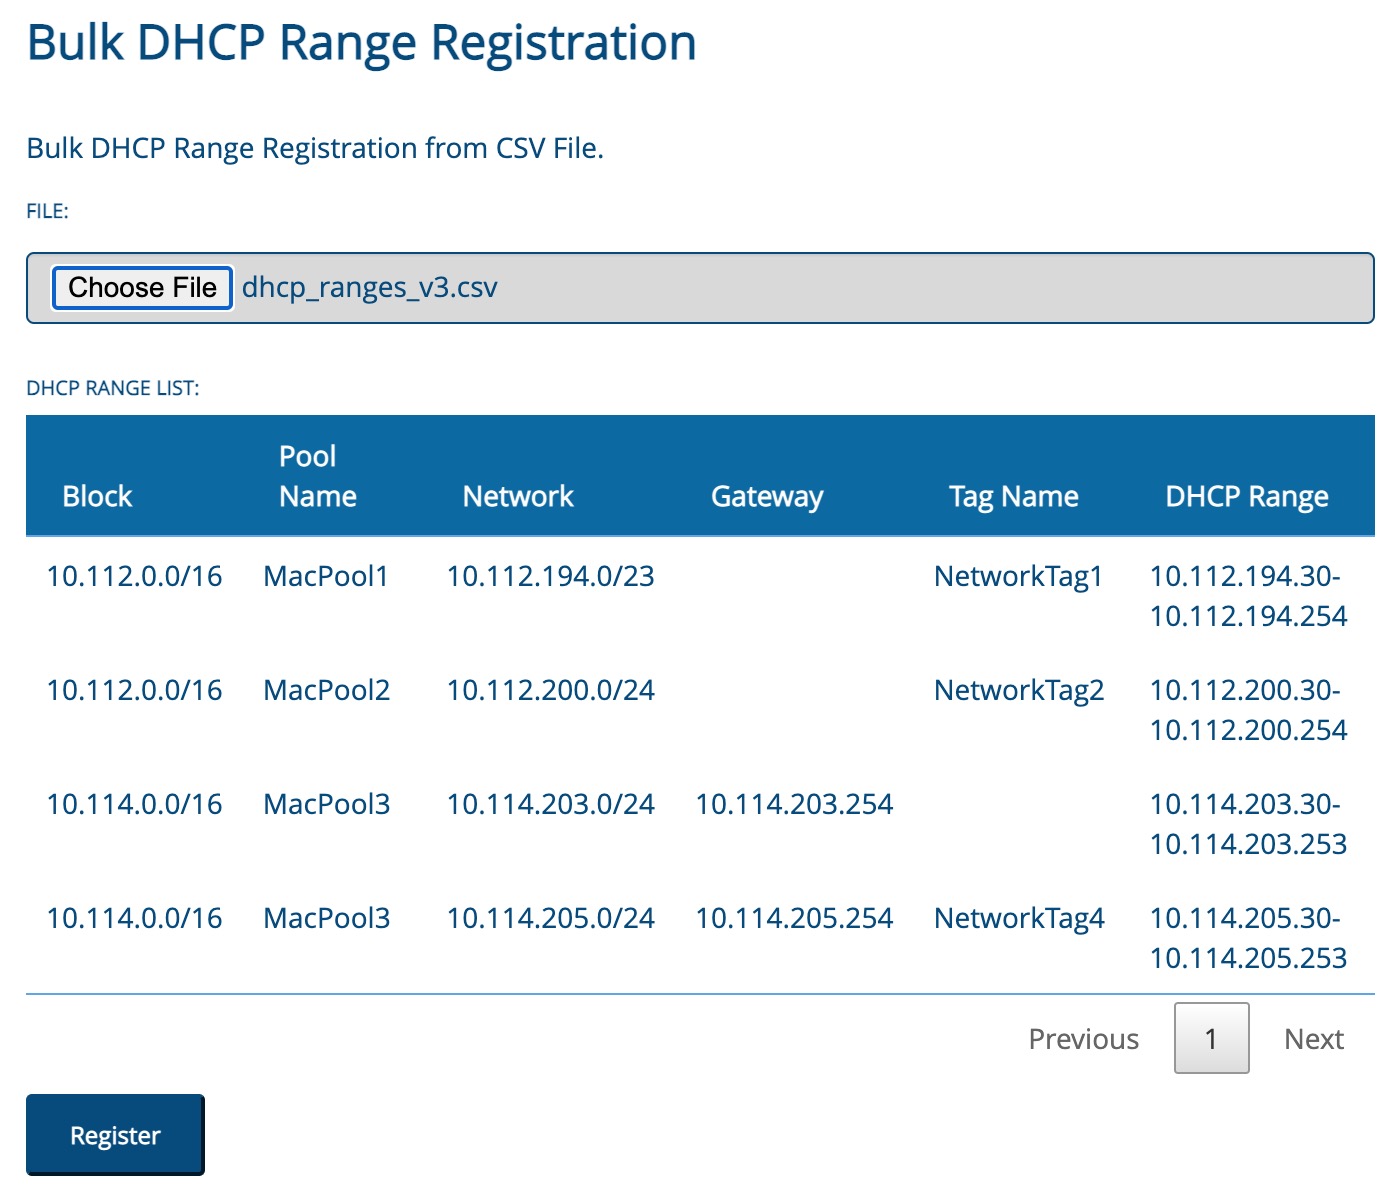 Bulk DHCP Range Registration
Bulk DHCP Range Registration from CSV File.
FILE:
Choose File dhcp_ranges_v3.csv
DHCP RANGE LIST:
Block Pool Name Network Gateway Tag Name DHCP Range
10.112.0.0/16 MacPool1 10.112.194.0/23 NetworkTag1 10.112.194.30-
10.112.194.254
10.112.0.0/16 MacPool2 10.112.200.0/24 NetworkTag2 10.112.200.30-
10.112.200.254
10.114.0.0/16 MacPool3 10.114.203.0/24 10.114.203.254 10.114.203.30-
10.114.203.253
10.114.0.0/16 MacPool3 10.114.205.0/24 10.114.205.254 NetworkTag4 10.114.205.30-
10.114.205.253
Previous 1 Next
Register